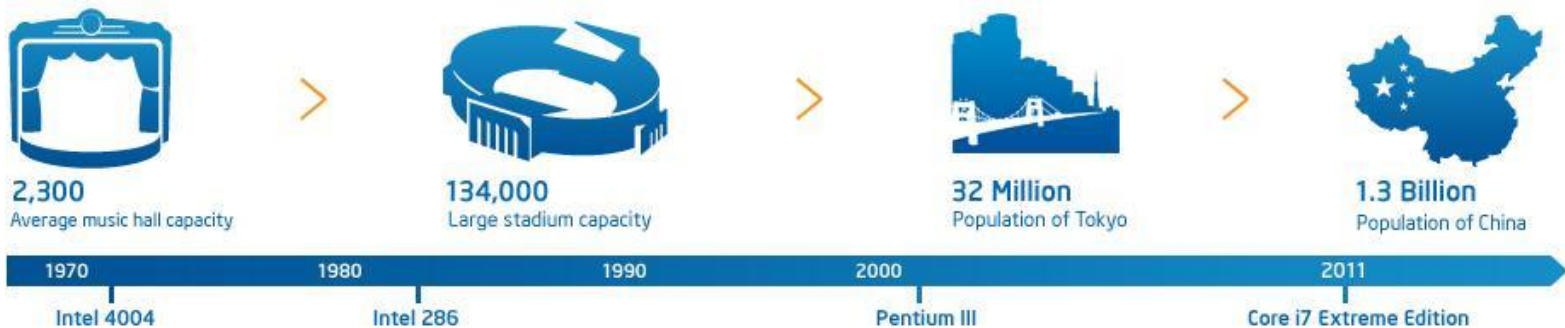 2,300
Average music hall capacity
134,000
Large stadium capacity
32 Million
Population of Tokyo
1.3 Billion
Population of China
1970 1980 1990 2000 2011
Intel 4004 Intel 286 Pentium III Core i7 Extreme Edition